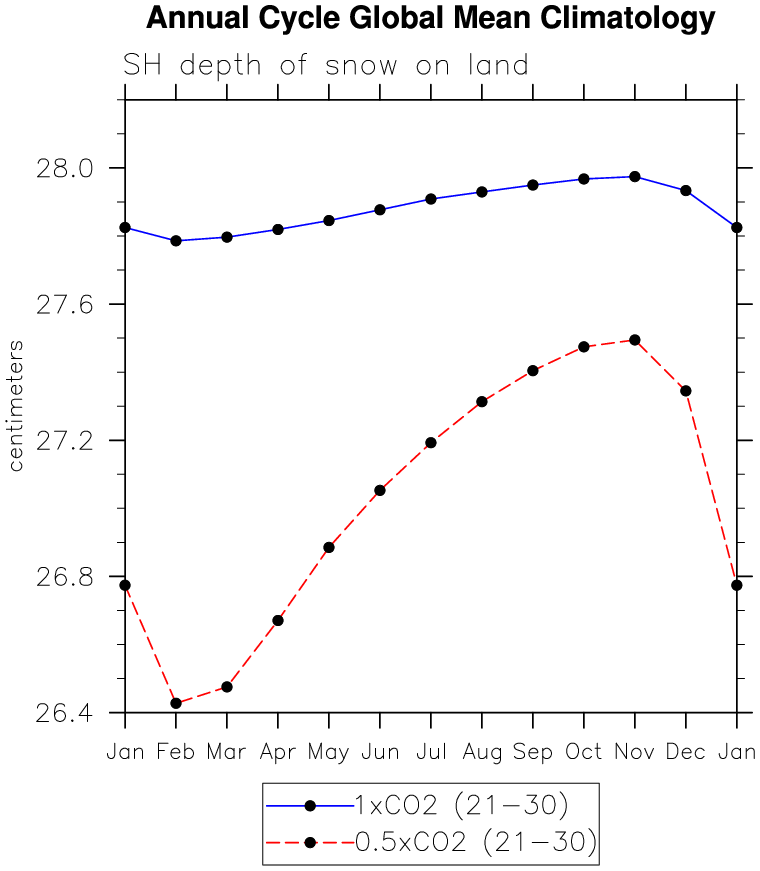 Annual Cycle Global Mean Climatology
SH depth of snow on land
28.0
27.6
27.2
26.8
26.4
centimeters
Jan Feb Mar Apr May Jun Jul Aug Sep Oct Nov Dec Jan
1xCO2 (21−30)
0.5xCO2 (21−30)